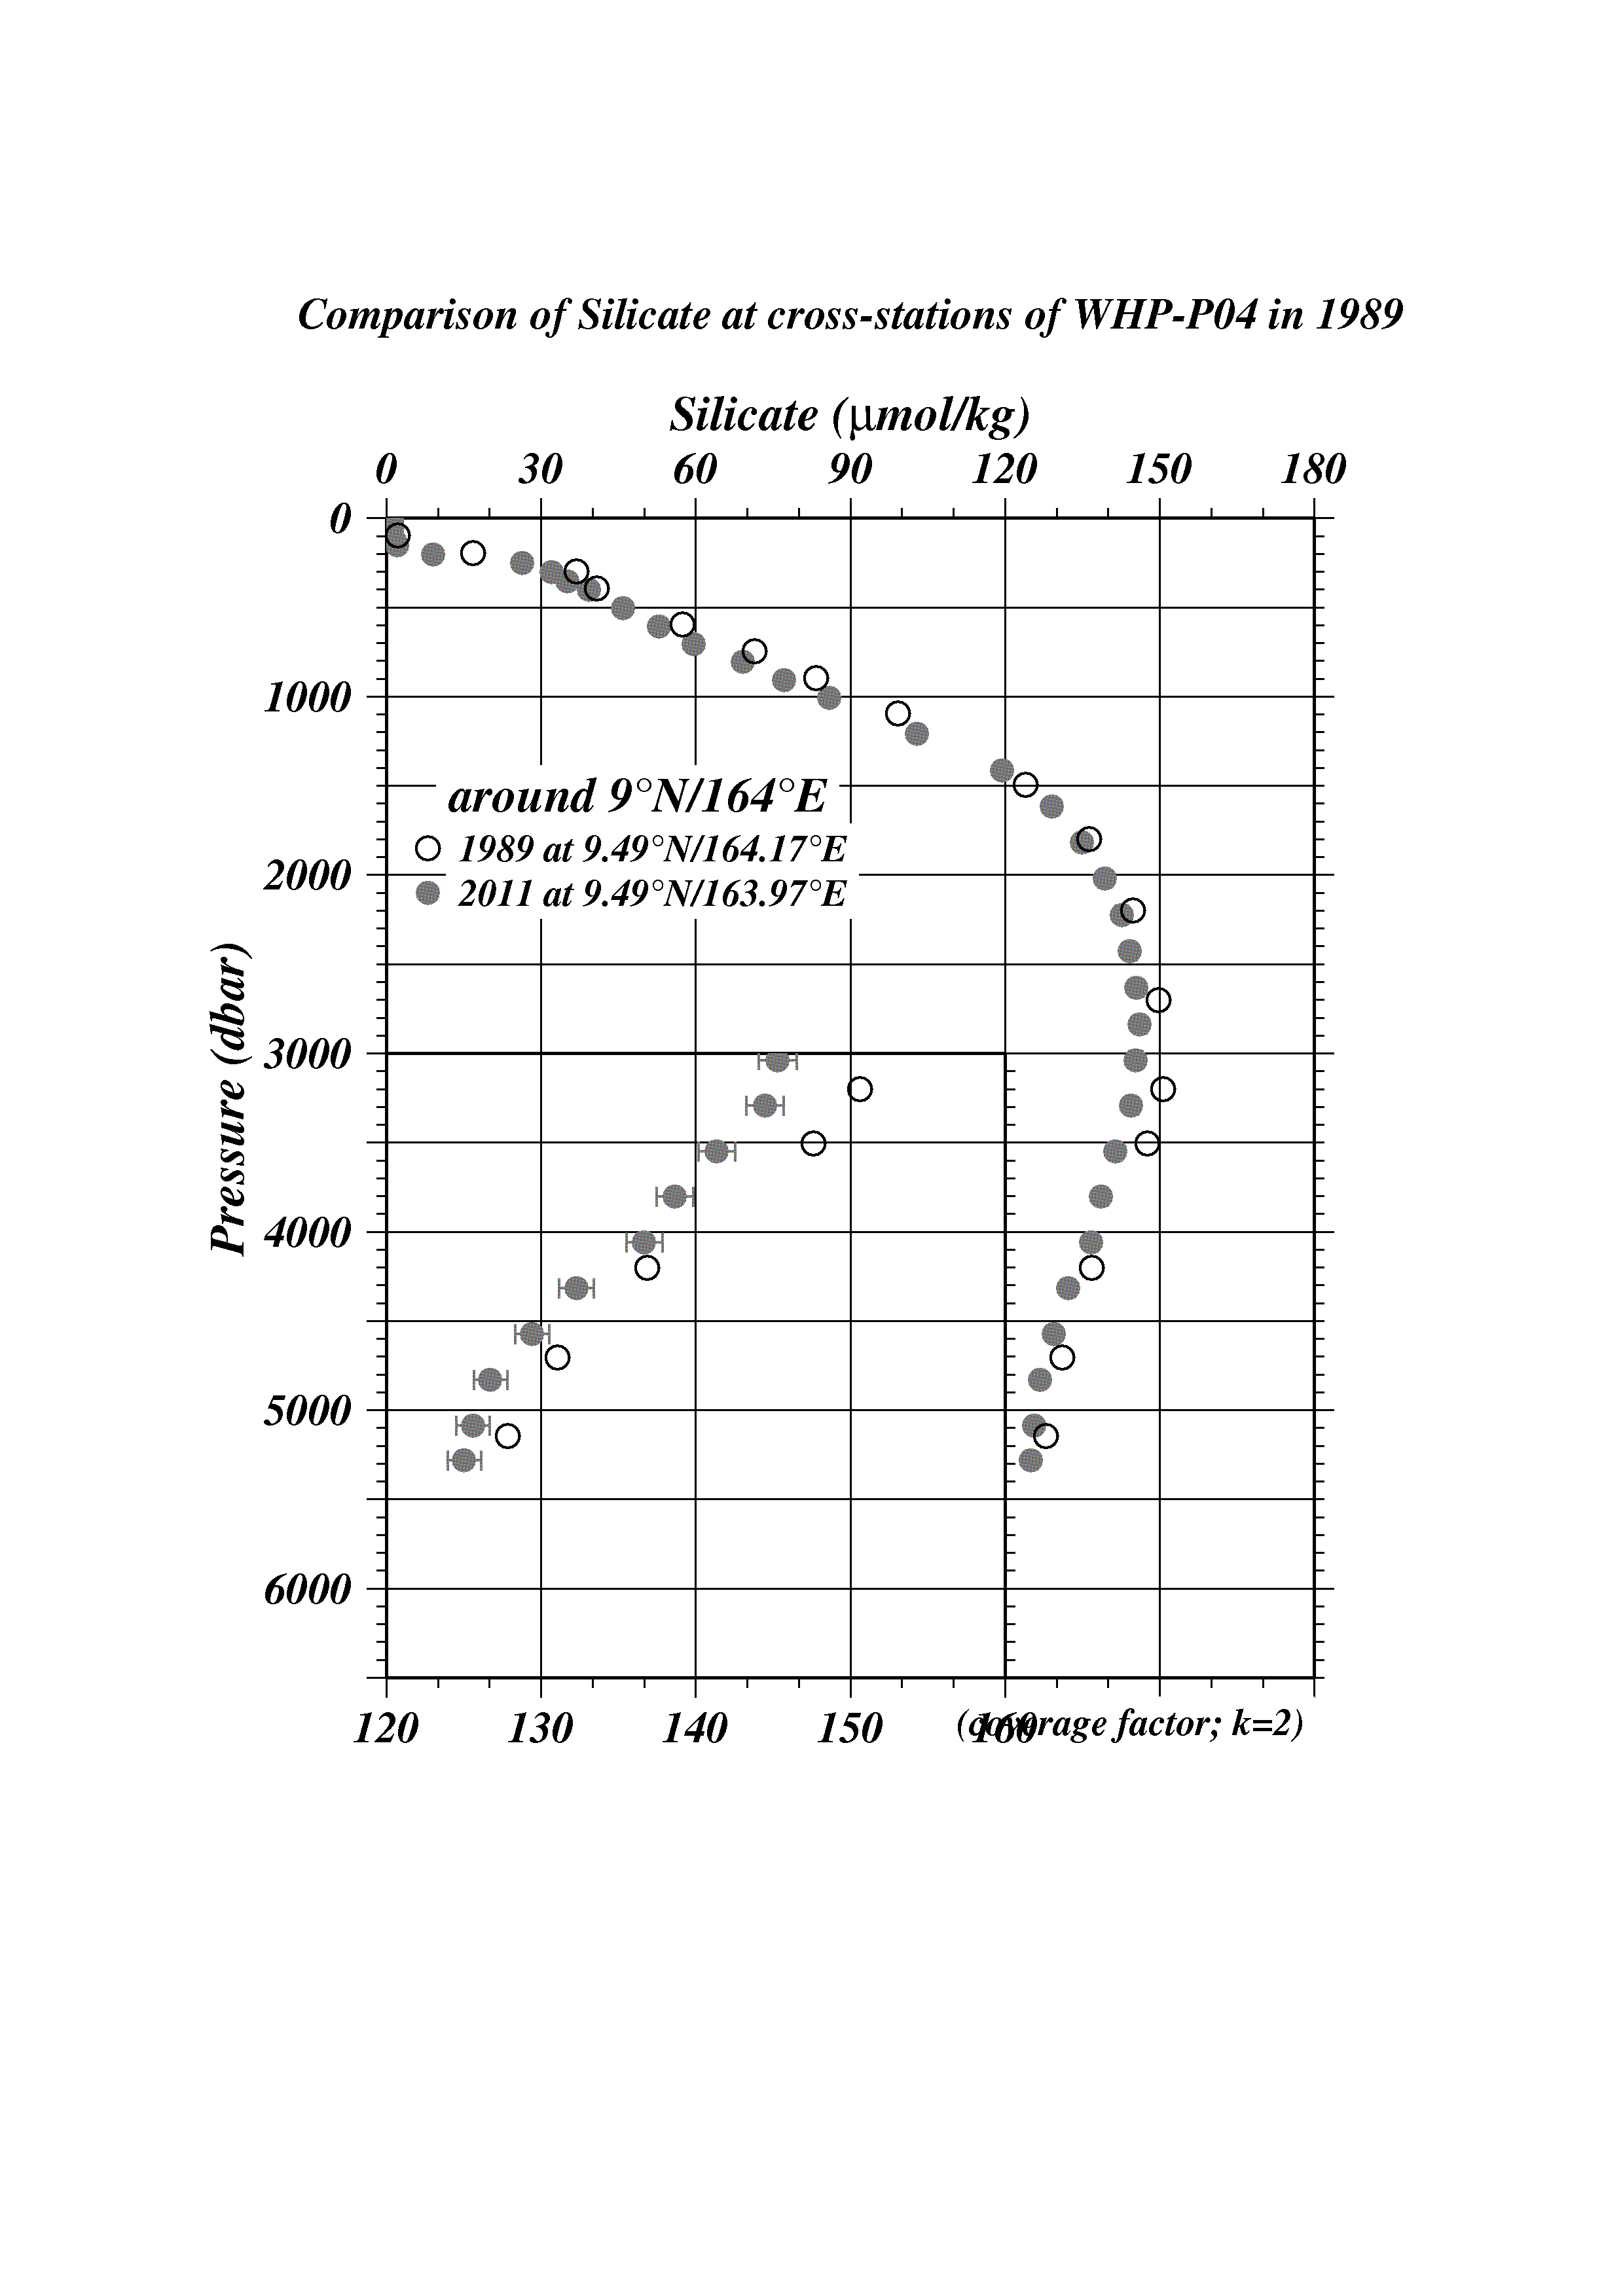 Comparison of Silicate at cross-stations of WHP-P04 in 1989
Silicate (μmol/kg)
0 30 60 90 120 150 180
0
1000
around 9°N/164°E
1989 at 9.49°N/164.17°E
2000
2011 at 9.49°N/163.97°E
Pressure (dbar)
3000
4000
5000
6000
120 130 140 150 160
(coverage factor; k=2)